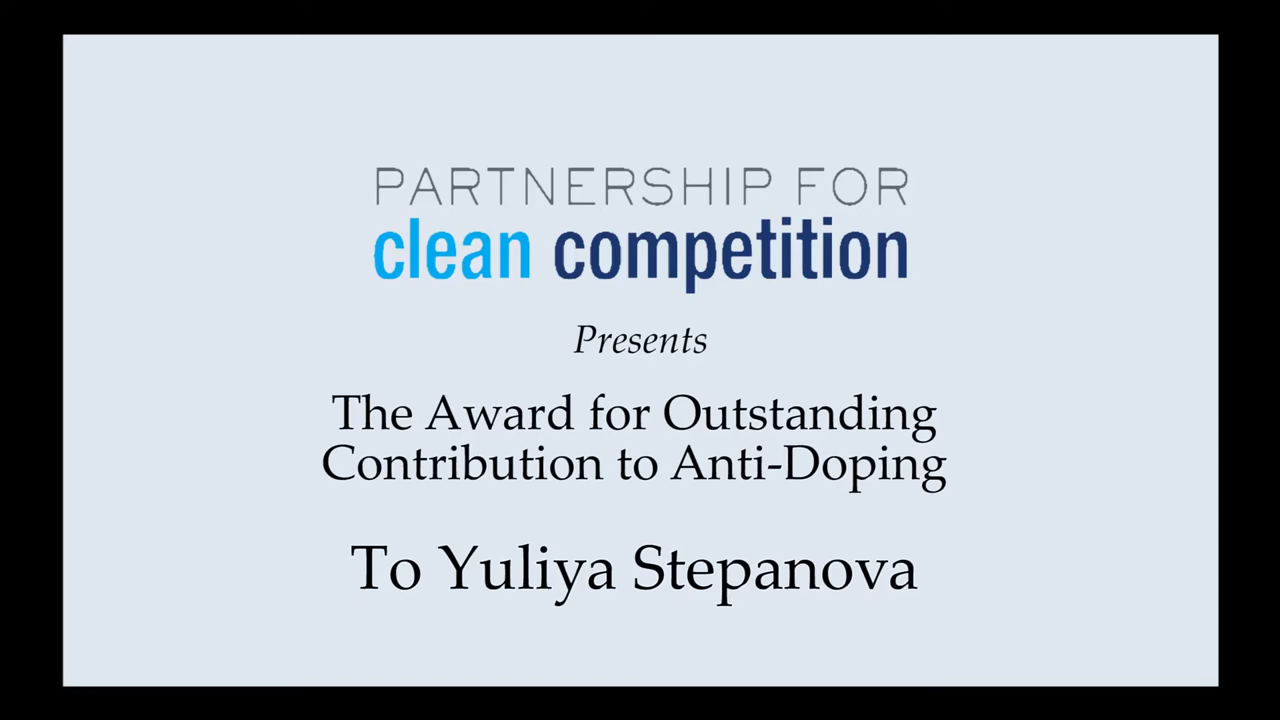 PARTNERSHIP FOR
clean competition
Presents
The Award for Outstanding
Contribution to Anti-Doping
To Yuliya Stepanova